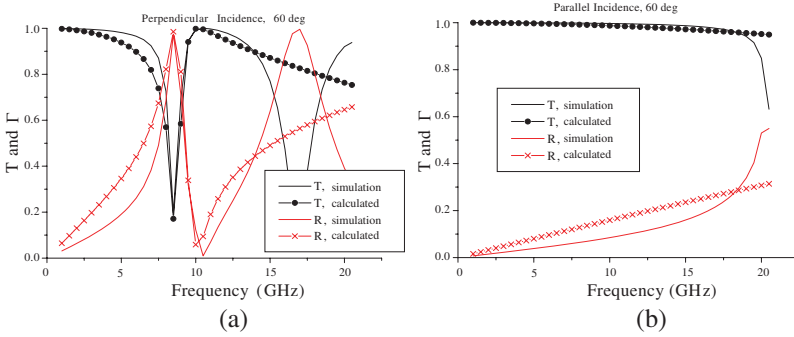 Perpendicular Incidence, 60 deg
T and Γ
1.0
0.8
0.6
0.4
0.2
0.0
T, simulation
T, calculated
R, simulation
R, calculated
0 5 10 15 20
Frequency (GHz)
(a)
Parallel Incidence, 60 deg
T and Γ
1.0
0.8
0.6
0.4
0.2
0.0
T, simulation
T, calculated
R, simulation
R, calculated
0 5 10 15 20
Frequency (GHz)
(b)